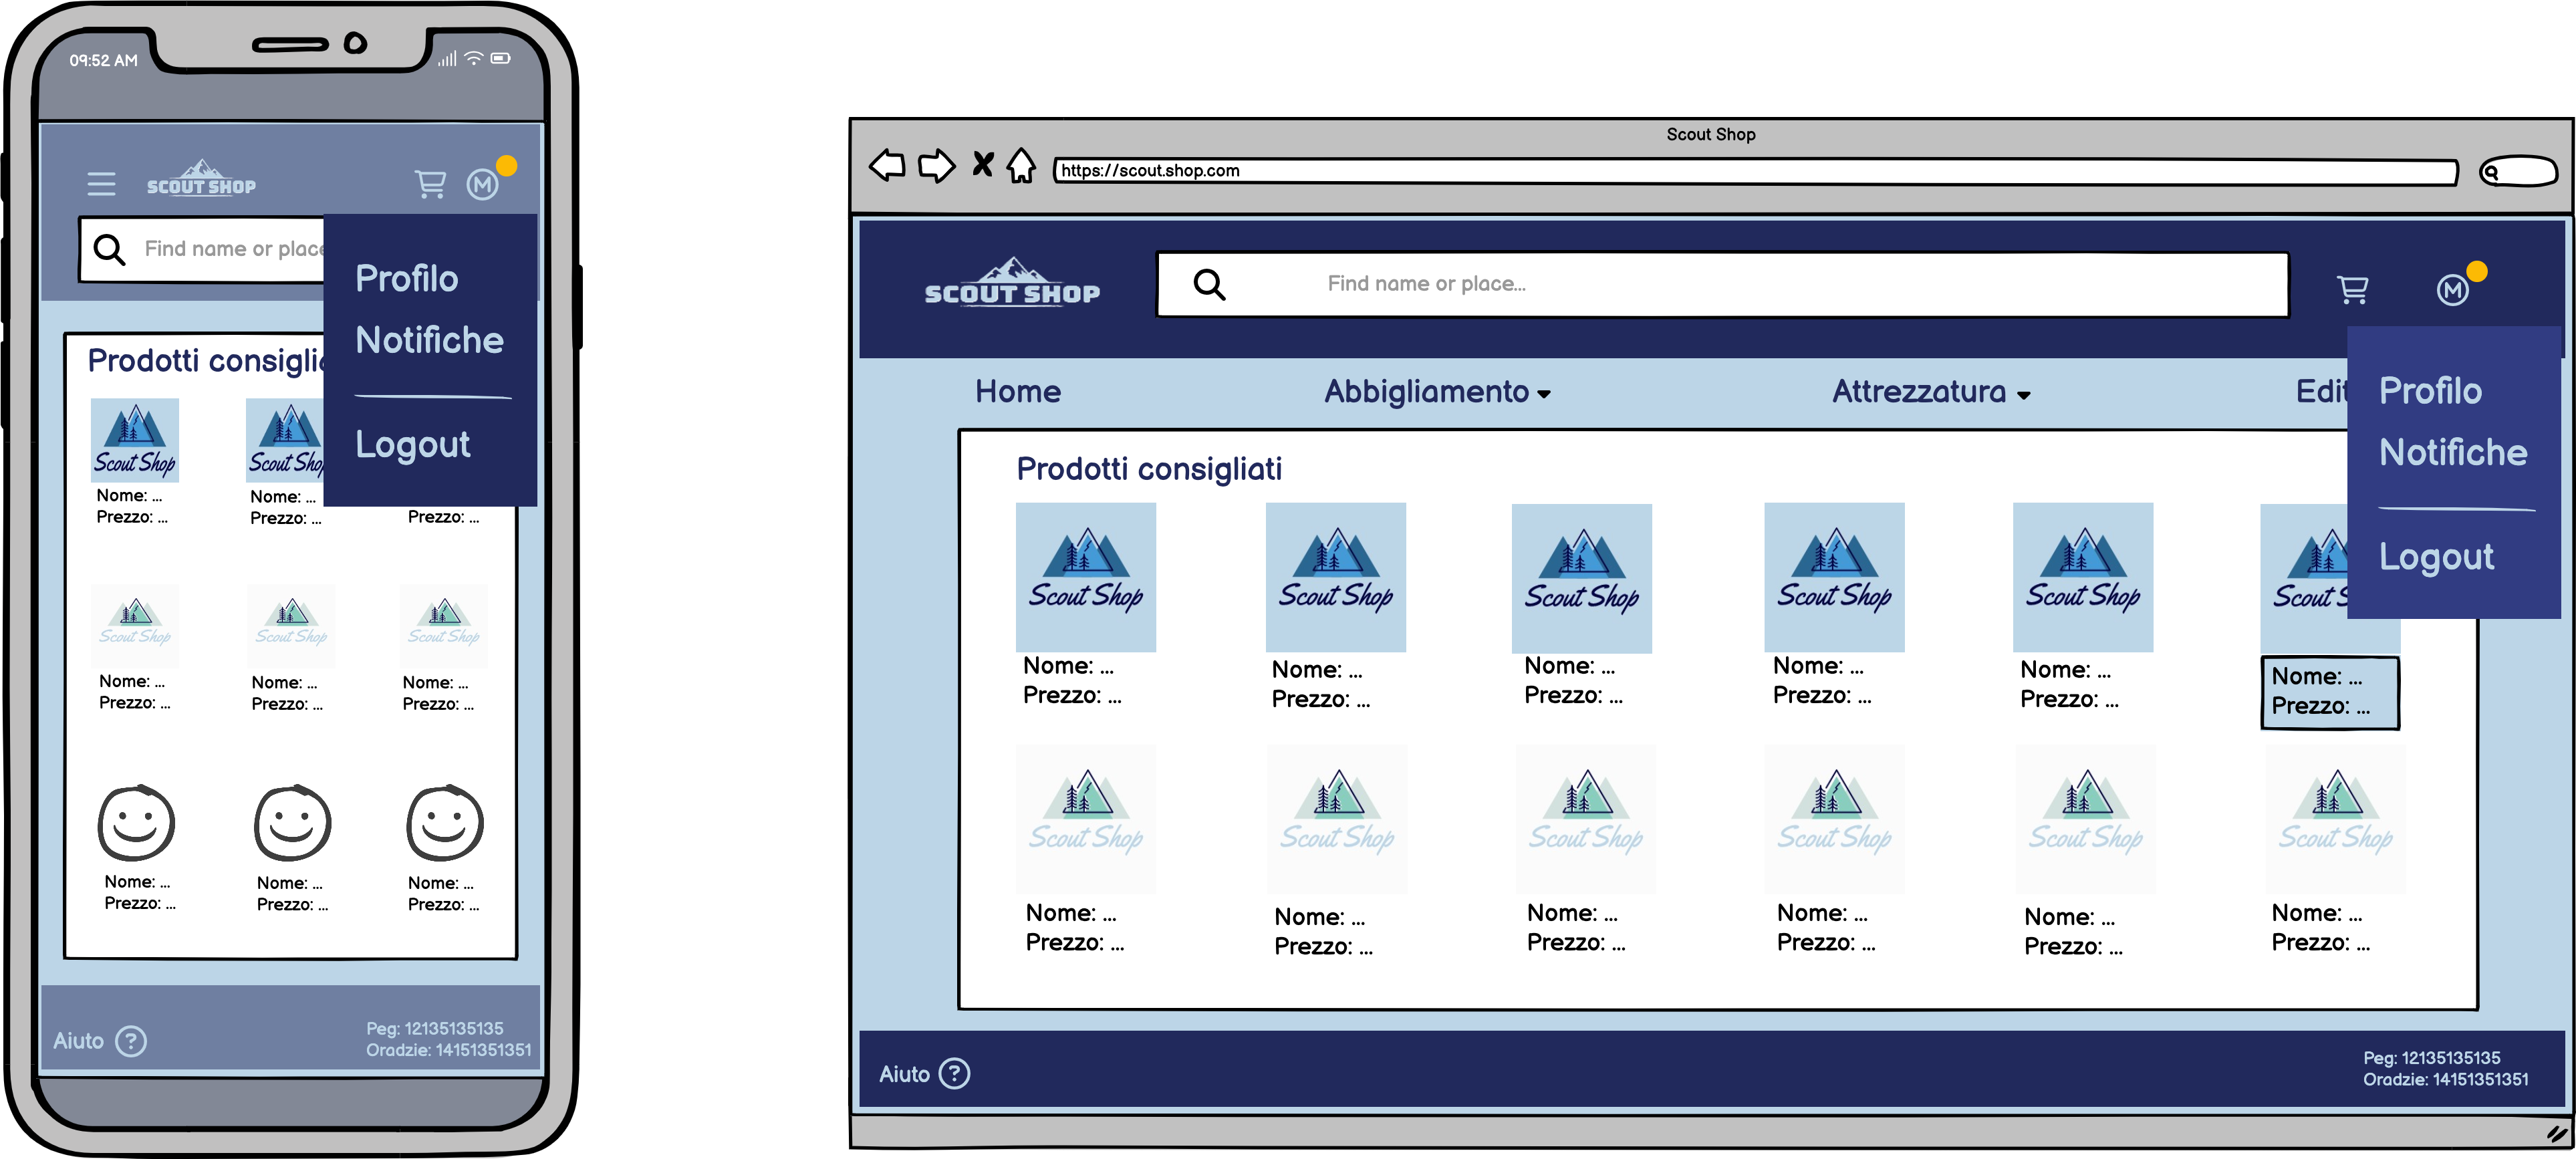 09:52 AM
SCOUT SHOP
M
Find name or place
Profilo
Notifiche
Logout
Prodotti consiglia
Scout Shop
Scout Shop
Nome: ...
Nome: ...
Prezzo: ...
Prezzo: ...
Prezzo: ...
Scout Shop
Scout Shop
Scout Shop
Nome: ...
Nome: ...
Nome: ...
Prezzo: ...
Prezzo: ...
Prezzo: ...
Nome: ...
Nome: ...
Nome: ...
Prezzo: ...
Prezzo: ...
Prezzo: ...
Aiuto ?
Peg: 12135135135
Oradzie: 14151351351
Scout Shop
https://scout.shop.com
SCOUT SHOP
Find name or place...
M
Home
Abbigliamento
Attrezzatura
Edit
Profilo
Notifiche
Logout
Prodotti consigliati
Scout Shop
Scout Shop
Scout Shop
Scout Shop
Scout Shop
Scout S
Nome: ...
Nome: ...
Nome: ...
Nome: ...
Nome: ...
Nome: ...
Prezzo: ...
Prezzo: ...
Prezzo: ...
Prezzo: ...
Prezzo: ...
Prezzo: ...
Scout Shop
Scout Shop
Scout Shop
Scout Shop
Scout Shop
Scout Shop
Nome: ...
Nome: ...
Nome: ...
Nome: ...
Nome: ...
Nome: ...
Prezzo: ...
Prezzo: ...
Prezzo: ...
Prezzo: ...
Prezzo: ...
Prezzo: ...
Aiuto ?
Peg: 12135135135
Oradzie: 14151351351